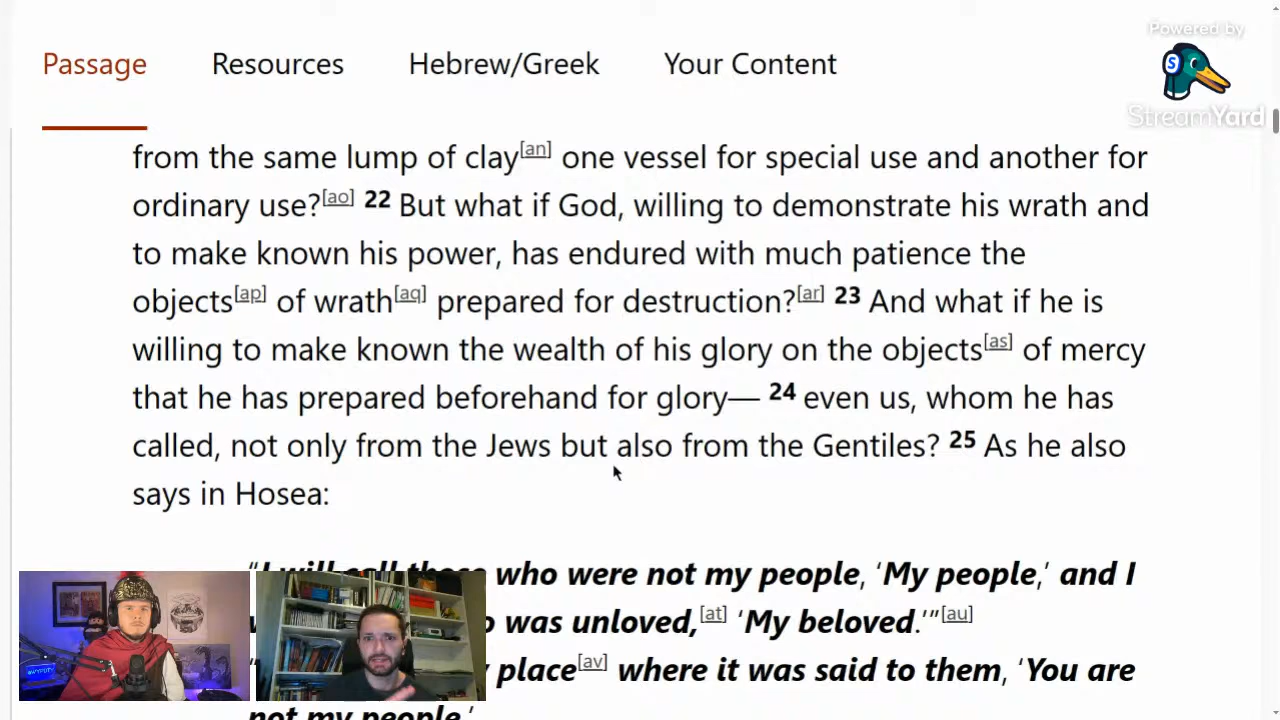 Powered by
StreamYard
Passage Resources Hebrew/Greek Your Content
from the same lump of clay[an] one vessel for special use and another for
ordinary use?[ao] 22 But what if God, willing to demonstrate his wrath and
to make known his power, has endured with much patience the
objects[ap] of wrath[aq] prepared for destruction?[ar] 23 And what if he is
willing to make known the wealth of his glory on the objects[as] of mercy
that he has prepared beforehand for glory— 24 even us, whom he has
called, not only from the Jews but also from the Gentiles? 25 As he also
says in Hosea:
“I will call those who were not my people, ‘My people,’ and I
was unloved,[at] ‘My beloved.’”[au]
place[av] where it was said to them, ‘You are
not my people,’